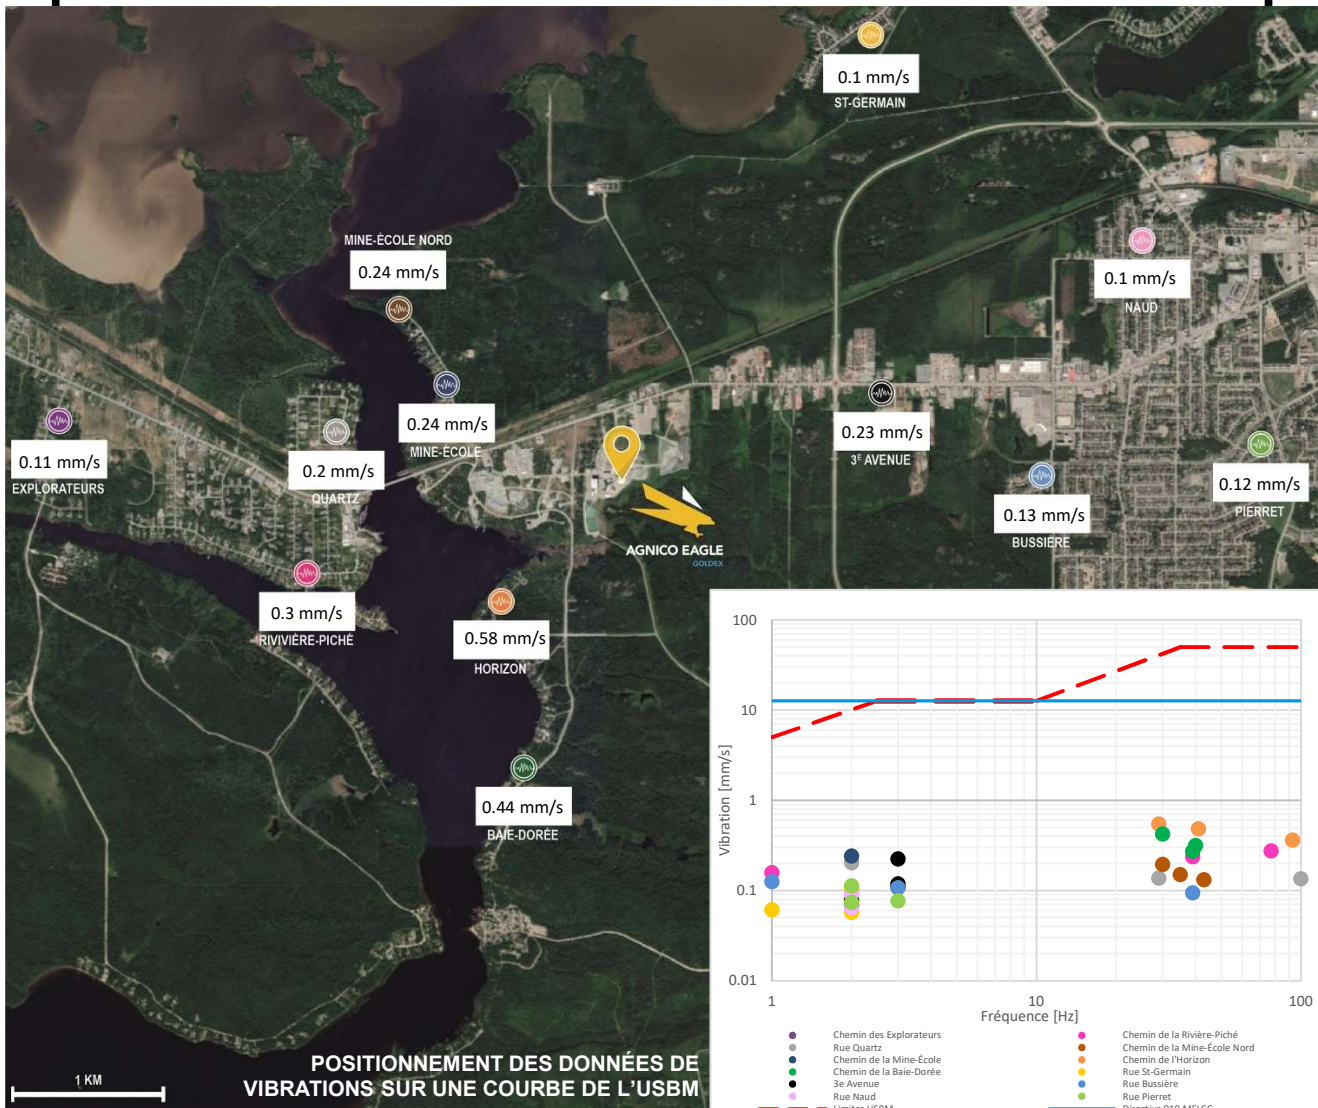 0.1 mm/s
ST-GERMAIN
MINE-ÉCOLE NORD
0.24 mm/s
0.1 mm/s
NAUD
0.24 mm/s
MINE-ÉCOLE
0.11 mm/s
EXPLORATEURS
0.2 mm/s
QUARTZ
0.23 mm/s
3E AVENUE
0.12 mm/s
PIERRET
0.13 mm/s
BUSSIÈRE
AGNICO EAGLE
GOLDEX
0.3 mm/s
RIVIVIÈRE-PICHÉ
0.58 mm/s
HORIZON
0.44 mm/s
BAIE-DORÉE
1 KM
POSITIONNEMENT DES DONNÉES DE
VIBRATIONS SUR UNE COURBE DE L'USBM
100
10
1
0.1
0.01
Vibration [mm/s]
1 10 100
Fréquence [Hz]
Chemin des Explorateurs
Chemin de la Rivière-Piché
Rue Quartz
Chemin de la Mine-École Nord
Chemin de la Mine-École
Chemin de l'Horizon
Chemin de la Baie-Dorée
Rue St-Germain
3e Avenue
Rue Bussière
Rue Naud
Rue Pierret
Limites USBM
Directive 019 MELCC